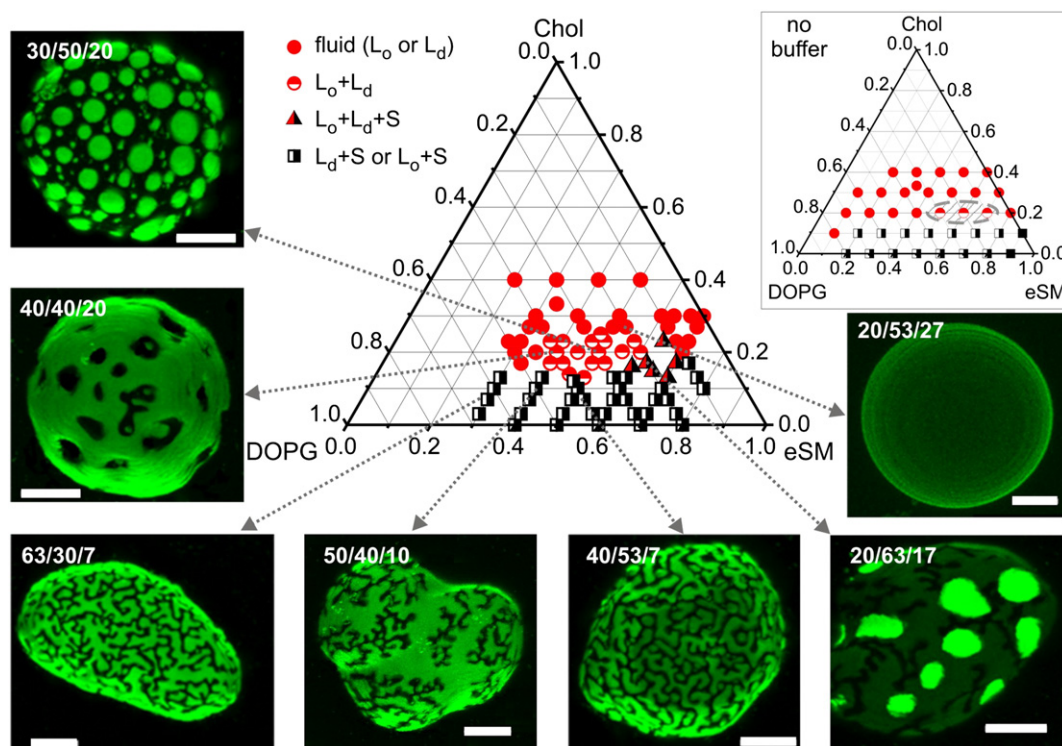 30/50/20
40/40/20
63/30/7
50/40/10
40/53/7
20/63/17
20/53/27
fluid (Lₒ or L_d)
Lₒ+L_d
Lₒ+L_d+S
L_d+S or Lₒ+S
Chol
0.0 1.0
0.2 0.8
0.4 0.6
0.6 0.4
0.8 0.2
1.0 0.0
0.0 0.2 0.4 0.6 0.8 1.0
DOPG eSM
no buffer
Chol
0.0 1.0
0.2 0.8
0.4 0.6
0.6 0.4
0.8 0.2
1.0 0.0
0.0 0.2 0.4 0.6 0.8 1.0
DOPG eSM